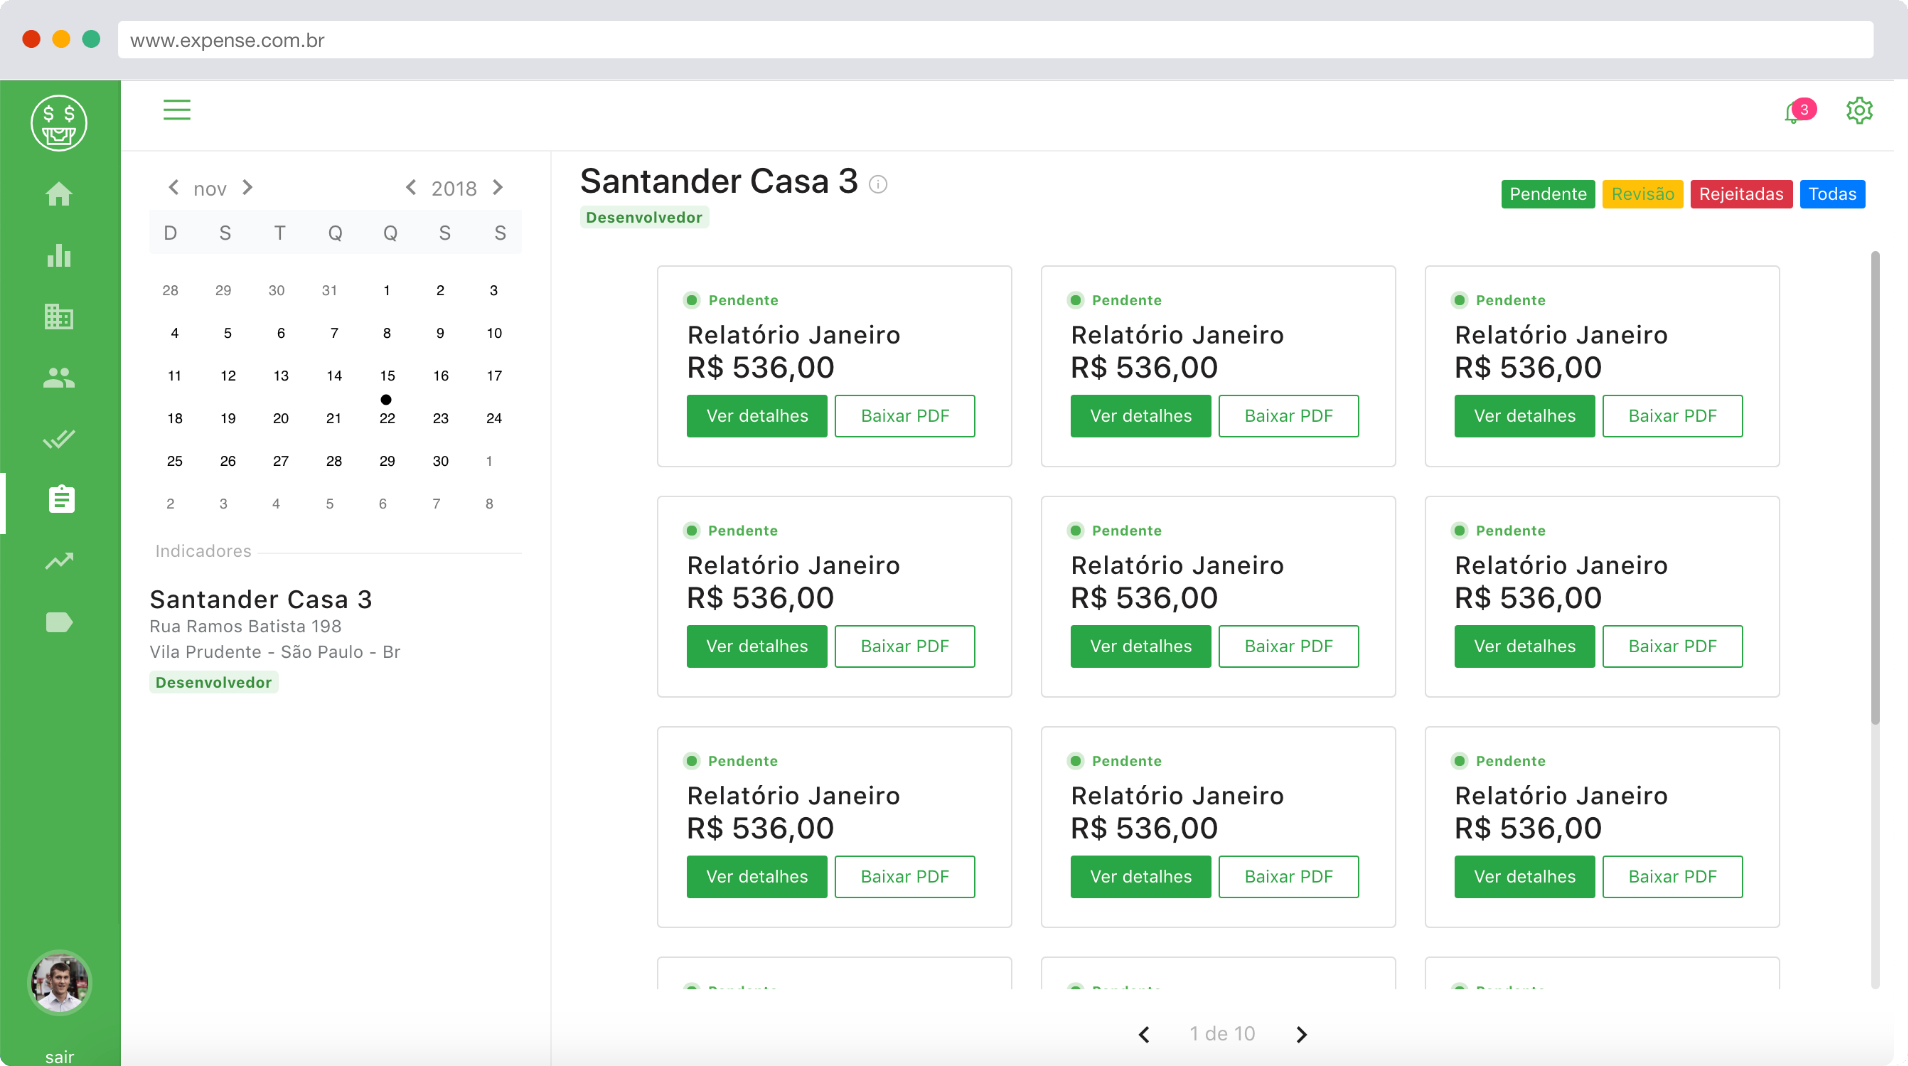 www.expense.com.br
3
nov 2018
D S T Q Q S S
28 29 30 31 1 2 3
4 5 6 7 8 9 10
11 12 13 14 15 16 17
18 19 20 21 22 23 24
25 26 27 28 29 30 1
2 3 4 5 6 7 8
Indicadores
Santander Casa 3
Rua Ramos Batista 198
Vila Prudente - São Paulo - Br
Desenvolvedor
sair
Santander Casa 3
Desenvolvedor
Pendente Revisão Rejeitadas Todas
Pendente Pendente Pendente
Relatório Janeiro Relatório Janeiro Relatório Janeiro
R$ 536,00 R$ 536,00 R$ 536,00
Ver detalhes Baixar PDF Ver detalhes Baixar PDF Ver detalhes Baixar PDF
Pendente Pendente Pendente
Relatório Janeiro Relatório Janeiro Relatório Janeiro
R$ 536,00 R$ 536,00 R$ 536,00
Ver detalhes Baixar PDF Ver detalhes Baixar PDF Ver detalhes Baixar PDF
Pendente Pendente Pendente
Relatório Janeiro Relatório Janeiro Relatório Janeiro
R$ 536,00 R$ 536,00 R$ 536,00
Ver detalhes Baixar PDF Ver detalhes Baixar PDF Ver detalhes Baixar PDF
Pendente Pendente Pendente
1 de 10